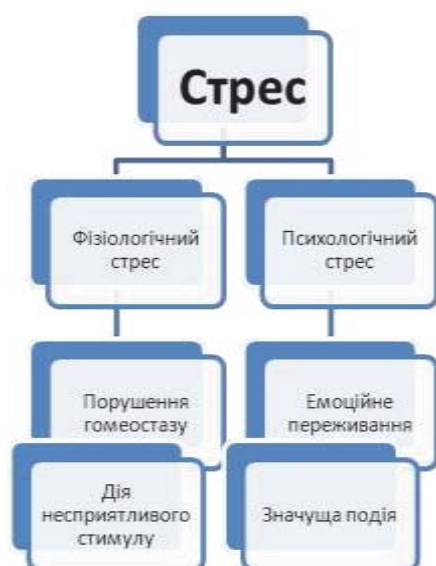 Стрес
Фізіологічний
стрес
Психологічний
стрес
Порушення
гомеостазу
Емоційне
переживання
Дія
несприятливого
стимулу
Значуща подія